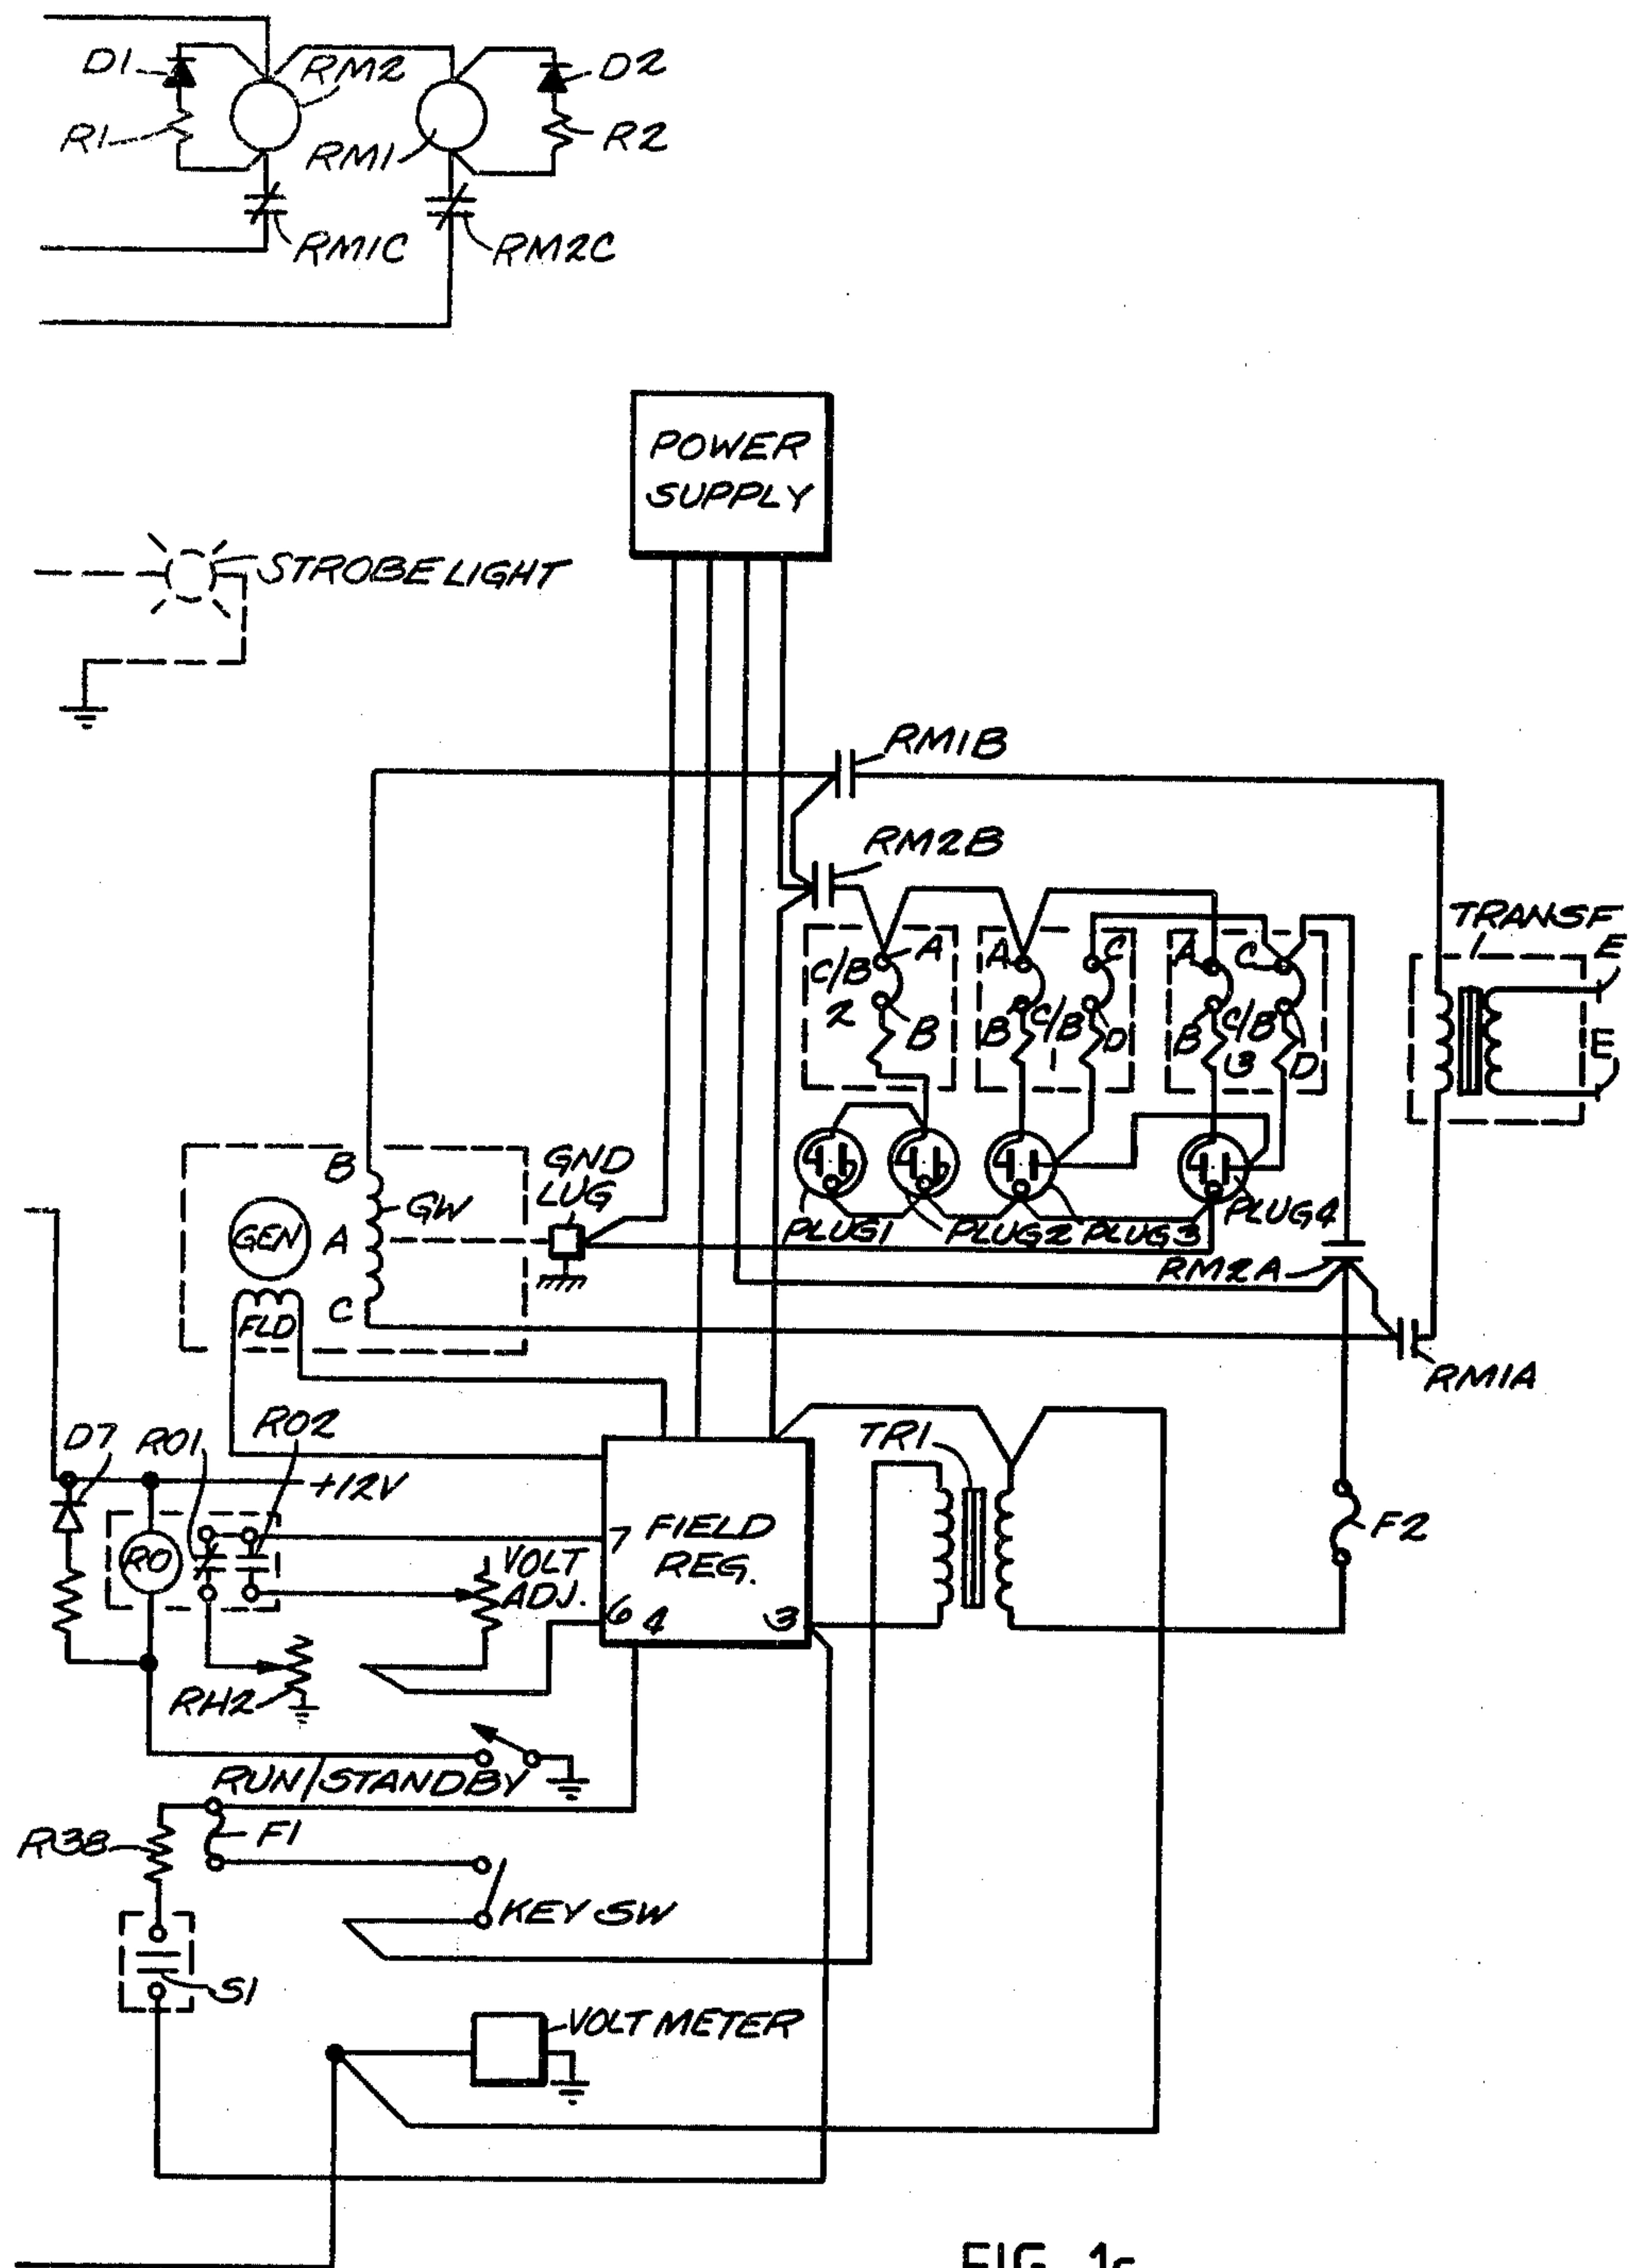 D1
RM2
D2
R1
RM1
R2
RM1C
RM2C
POWER
SUPPLY
STROBE LIGHT
RM1B
RM2B
TRANSF
1
E
E
A
C/B
2
B
A
C
B
C/B
1
D
A
C
B
C/B
3
D
B
GW
GEN
A
C
FLD
GND
LUG
PLUG1
PLUG2
PLUG3
PLUG4
RM2A
RM1A
D7
RO1
RO2
+12V
TR1
RO
7
FIELD
REG.
VOLT
ADJ.
6
4
3
F2
RH2
RUN/STANDBY
R38
F1
KEY SW
S1
VOLT METER